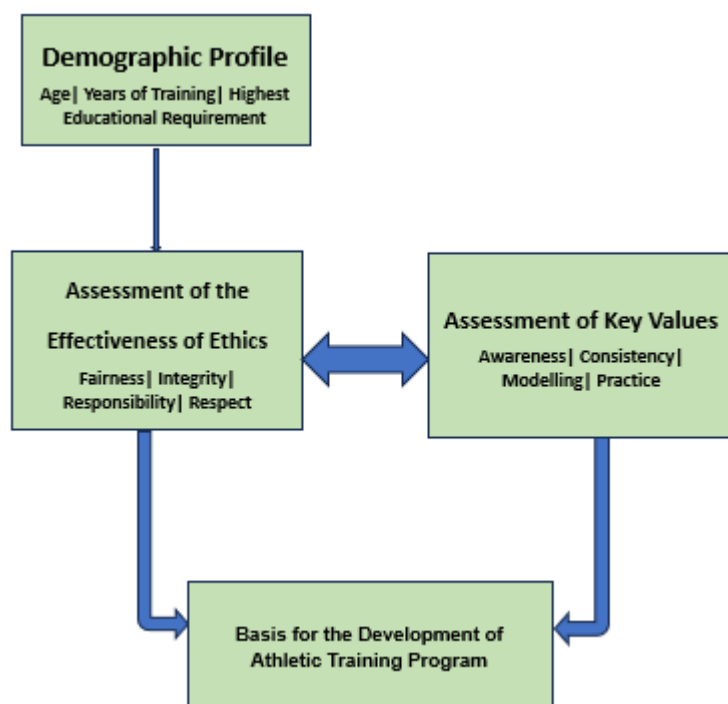 Demographic Profile
Age| Years of Training| Highest
Educational Requirement
Assessment of the
Effectiveness of Ethics
Fairness| Integrity|
Responsibility| Respect
Assessment of Key Values
Awareness| Consistency|
Modelling| Practice
Basis for the Development of
Athletic Training Program